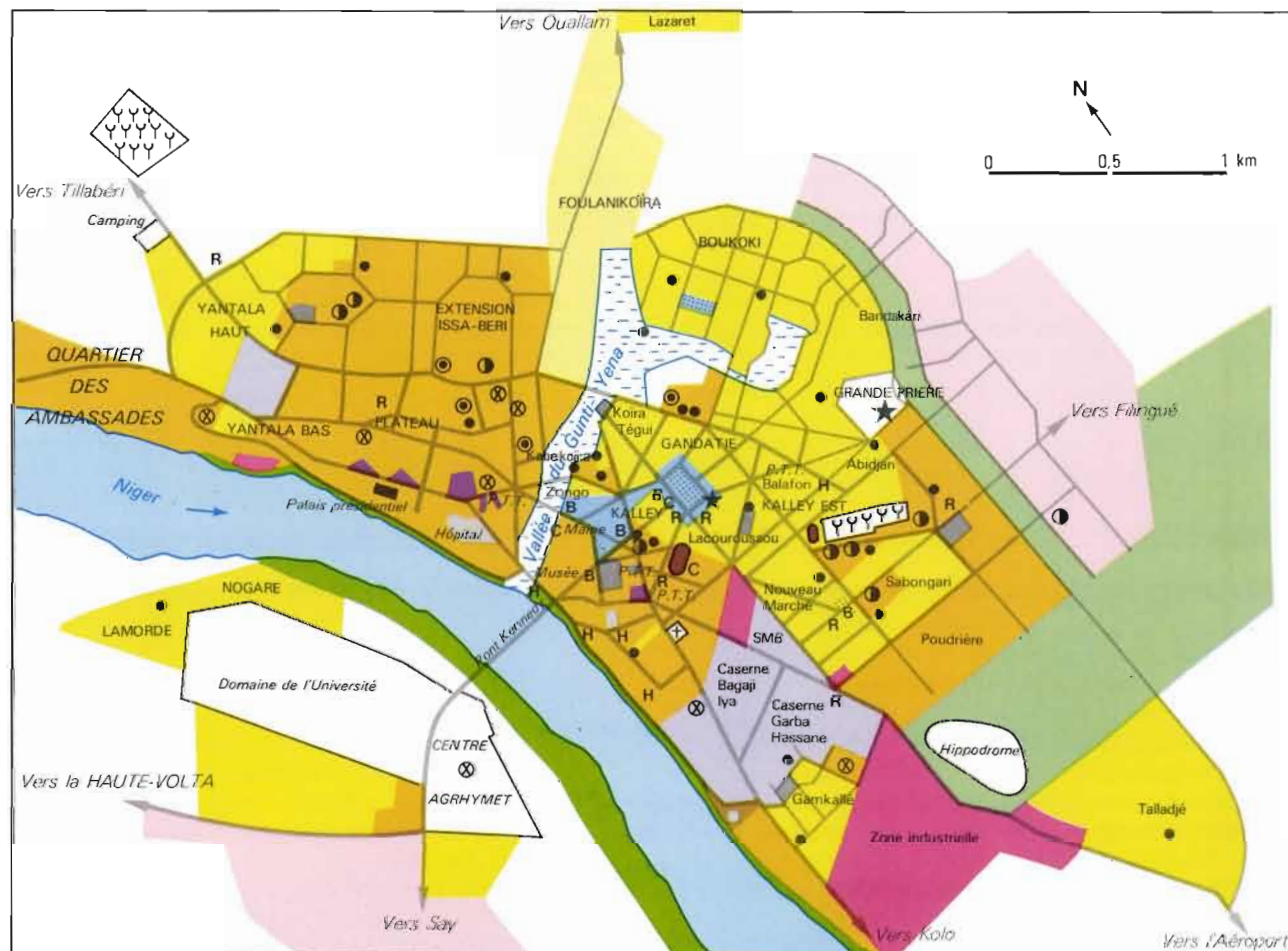 Vers Ouallam
Lazaret
N
0 0,5 1 km
Vers Tillabéri
Camping
FOULANIKOÏRA
BOUKOKI
R
YANTALA
HAUT
EXTENSION
ISSA-BERI
Bandakari
QUARTIER
DES
AMBASSADES
GRANDE PRIERE
Vers Filingué
R
PLATEAU
YANTALA BAS
Koira
Tégui
GANDATIE
Abidjan
Vallée du Gunti Yena
P.T.T.
Balafon
H
KALLEY EST
R
Niger
Palais présidentiel
P.T.T.
Zongo
B
KALLEY
G
R
R
Lacouroussou
Hôpital
C
Mairie
B
Musée
B
P.T.T.
R
C
P.T.T.
Nouveau
Marché
Sabongari
B
R
NOGARE
LAMORDE
H
Pont Kennedy
H
H
SMB
Poudrière
Domaine de l'Université
H
Caserne
Bagaji
Iya
Caserne
Garba
Hassane
R
Hippodrome
CENTRE
AGRHYMET
Vers la HAUTE-VOLTA
Gamkallé
Talladjé
Zone industrielle
Vers Say
Vers Kolo
Vers l'Aéroport